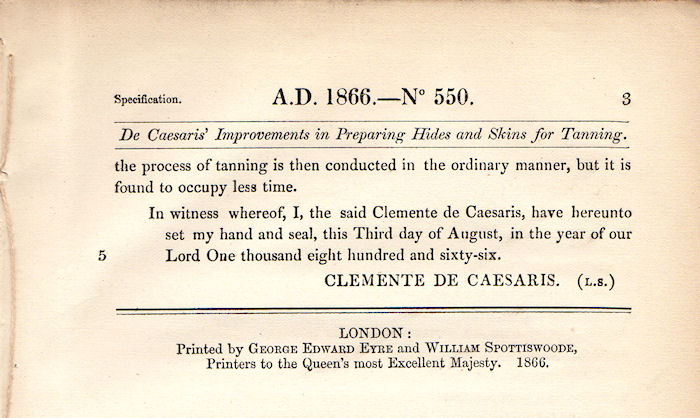 Specification. A.D. 1866.—Nº 550. 3
De Caesaris' Improvements in Preparing Hides and Skins for Tanning.
the process of tanning is then conducted in the ordinary manner, but it is
found to occupy less time.
In witness whereof, I, the said Clemente de Caesaris, have hereunto
set my hand and seal, this Third day of August, in the year of our
5 Lord One thousand eight hundred and sixty-six.
CLEMENTE DE CAESARIS. (L.S.)
LONDON:
Printed by GEORGE EDWARD EYRE and WILLIAM SPOTTISWOODE,
Printers to the Queen's most Excellent Majesty. 1866.